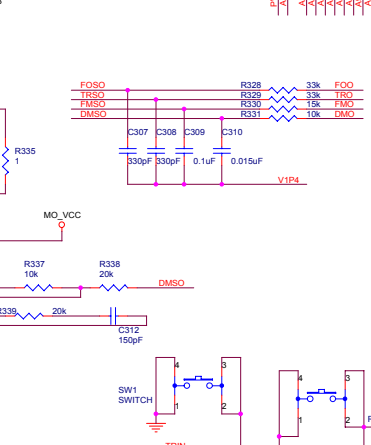 FOSO R328 33k FOO
TRSO R329 33k TRO
FMSO R330 15k FMO
DMSO R331 10k DMO
C307 C308 C309 C310
330pF 330pF 0.1uF 0.015uF
R335
1
V1P4
MO_VCC
R337 R338
10k 20k DMSO
R339 20k
C312
150pF
4 3
4 3
SW1
SWITCH
1 2
1 2